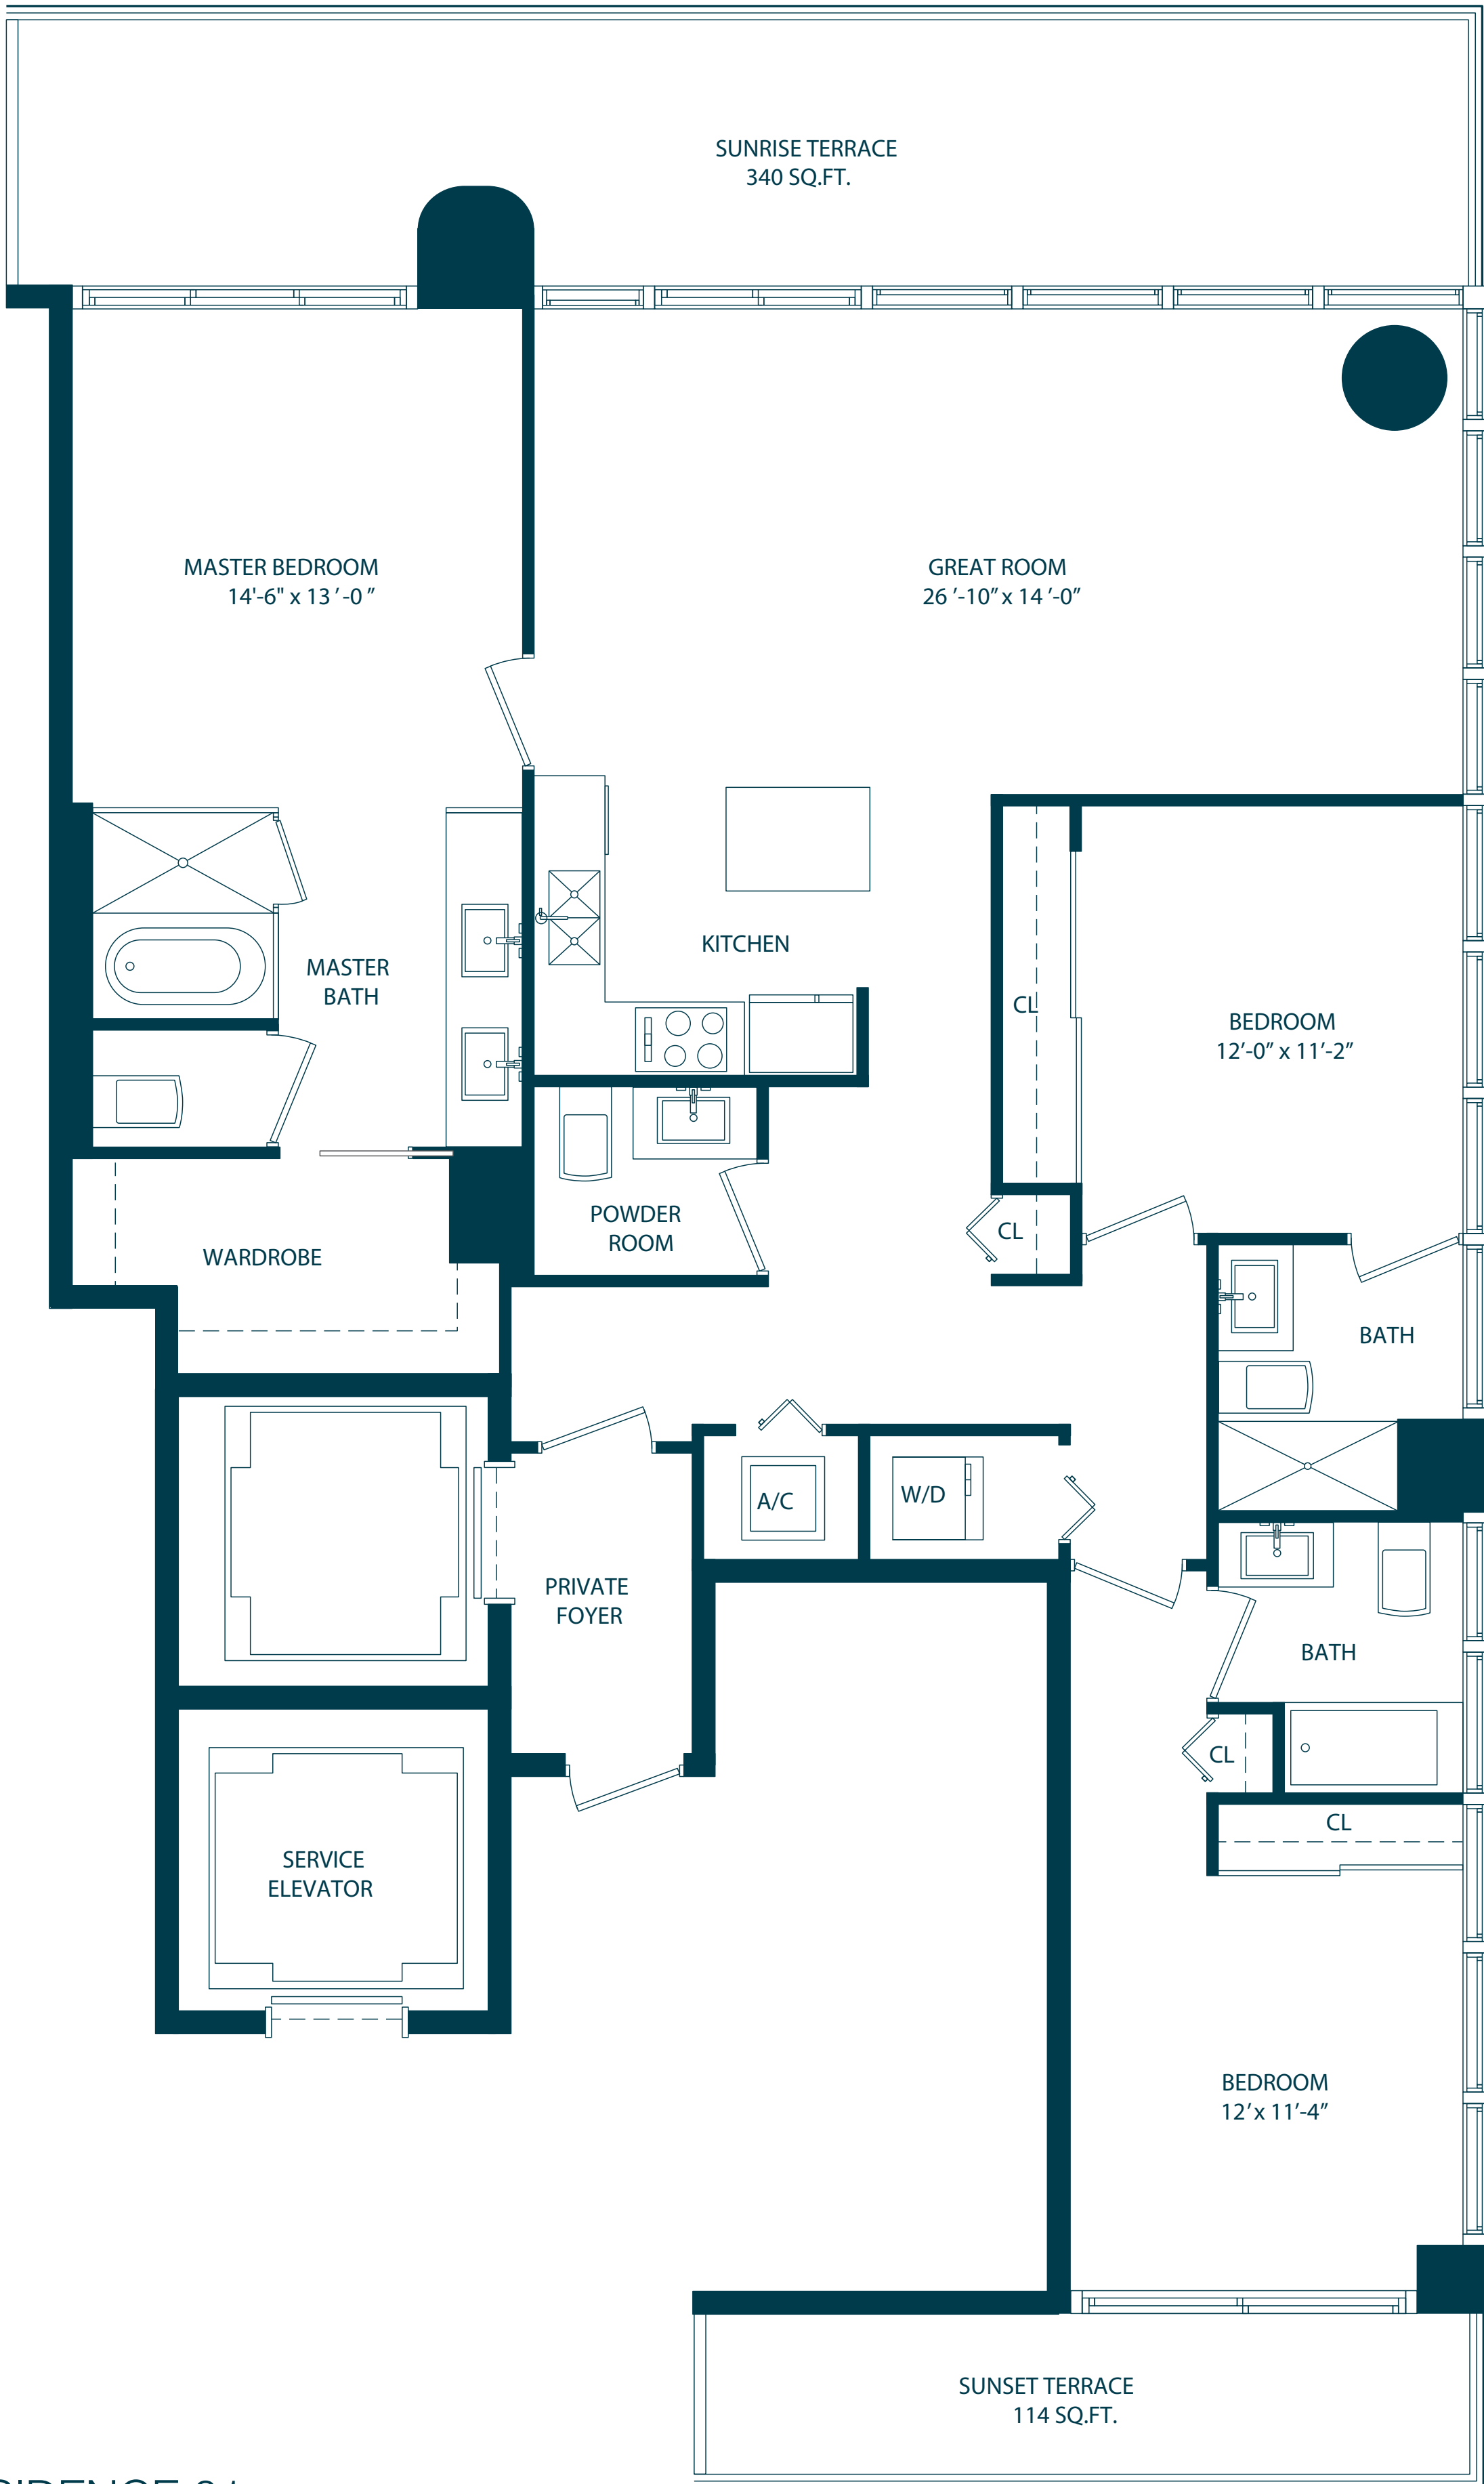 SUNRISE TERRACE
340 SQ.FT.
MASTER BEDROOM
14'-6" x 13 ' -0 "
GREAT ROOM
26 '-10" x 14 '-0"
KITCHEN
MASTER
BATH
CL
BEDROOM
12'-0" x 11'-2"
POWDER
ROOM
CL
WARDROBE
BATH
A/C
W/D
PRIVATE
FOYER
BATH
CL
CL
SERVICE
ELEVATOR
BEDROOM
12' x 11'-4"
SUNSET TERRACE
114 SQ.FT.